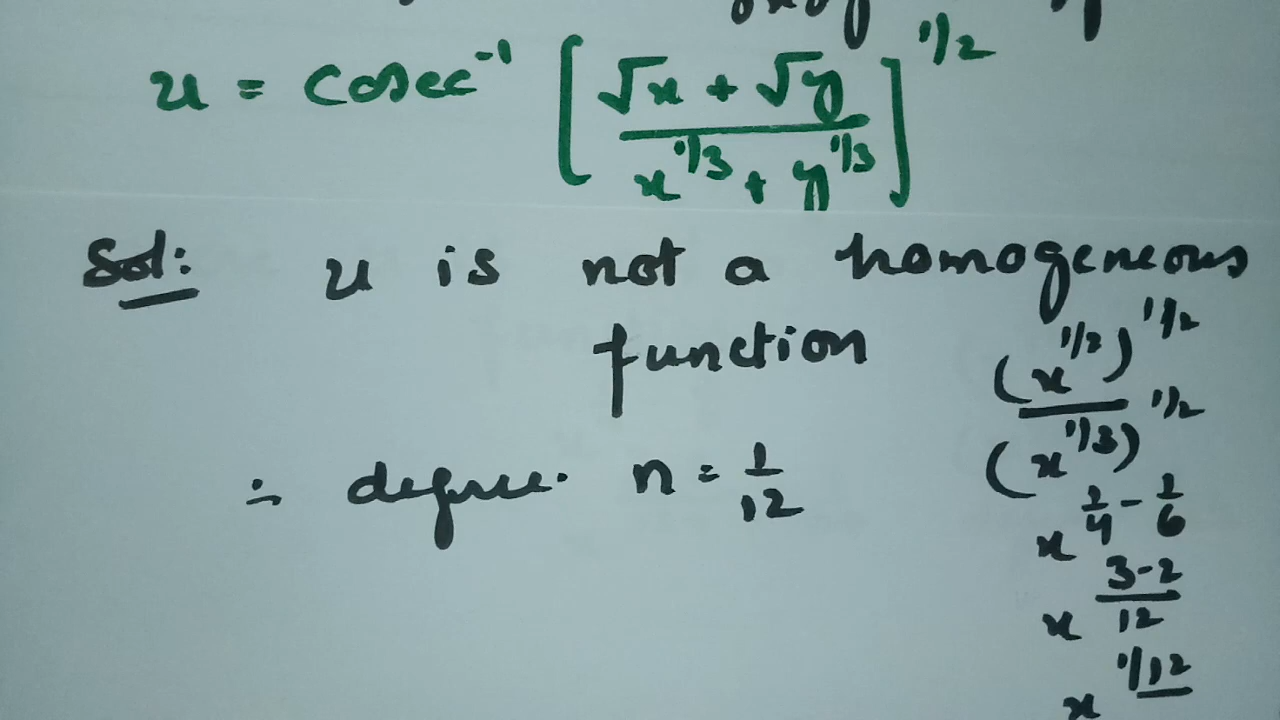 u = cosec⁻¹ [ (√x + √y) / (x^1/3 + y^1/3) ]^1/2
Sol: u is not a homogeneous
function
∴ degree. n = 1/12
(x^1/2)^1/2 / (x^1/3)^1/2
x^(1/4 - 1/6)
x^(3-2)/12
x^1/12